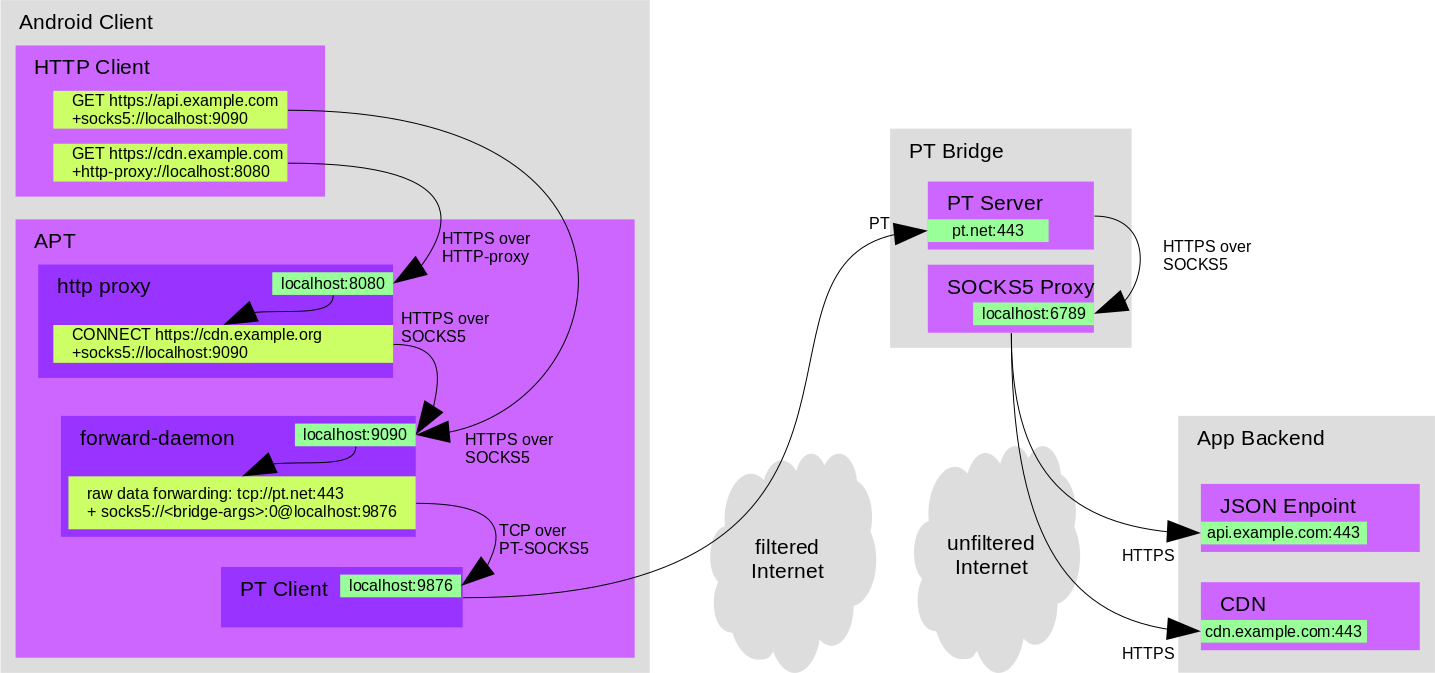 Android Client
HTTP Client
GET https://api.example.com
+socks5://localhost:9090
GET https://cdn.example.com
+http-proxy://localhost:8080
APT
HTTPS over
HTTP-proxy
http proxy
localhost:8080
CONNECT https://cdn.example.org
+socks5://localhost:9090
HTTPS over
SOCKS5
forward-daemon
localhost:9090
HTTPS over
SOCKS5
raw data forwarding: tcp://pt.net:443
+ socks5://<bridge-args>:0@localhost:9876
TCP over
PT-SOCKS5
PT Client
localhost:9876
filtered
Internet
PT
PT Bridge
PT Server
pt.net:443
HTTPS over
SOCKS5
SOCKS5 Proxy
localhost:6789
unfiltered
Internet
App Backend
JSON Enpoint
api.example.com:443
HTTPS
CDN
cdn.example.com:443
HTTPS